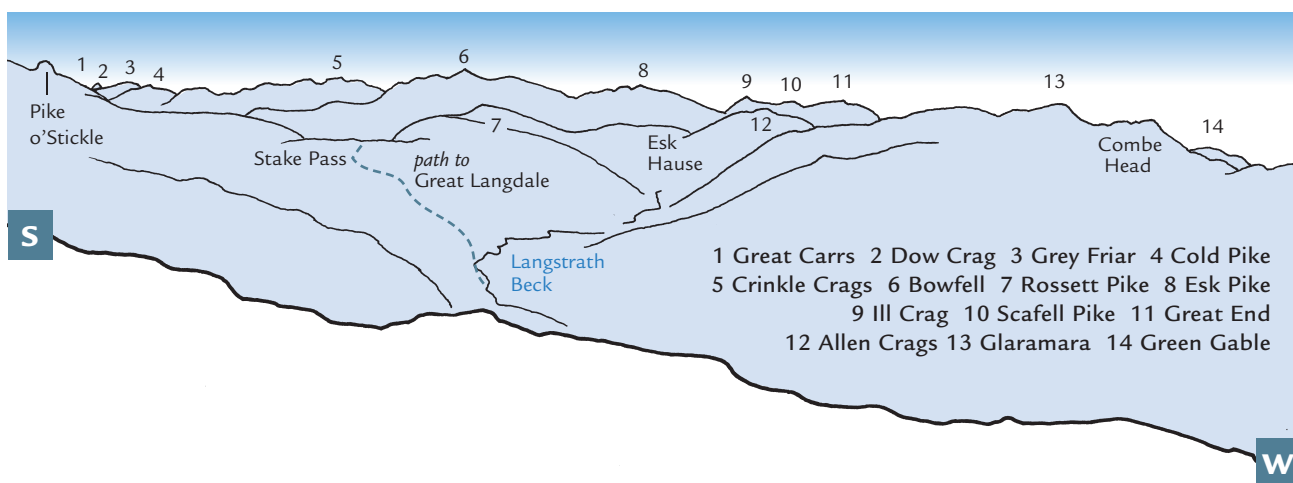 1
2
3
4
5
6
8
9
10
11
13
14
12
7
Pike
o'Stickle
Stake Pass
path to
Great Langdale
Esk
Hause
Combe
Head
S
Langstrath
Beck
1 Great Carrs 2 Dow Crag 3 Grey Friar 4 Cold Pike
5 Crinkle Crags 6 Bowfell 7 Rossett Pike 8 Esk Pike
9 Ill Crag 10 Scafell Pike 11 Great End
12 Allen Crags 13 Glaramara 14 Green Gable
W